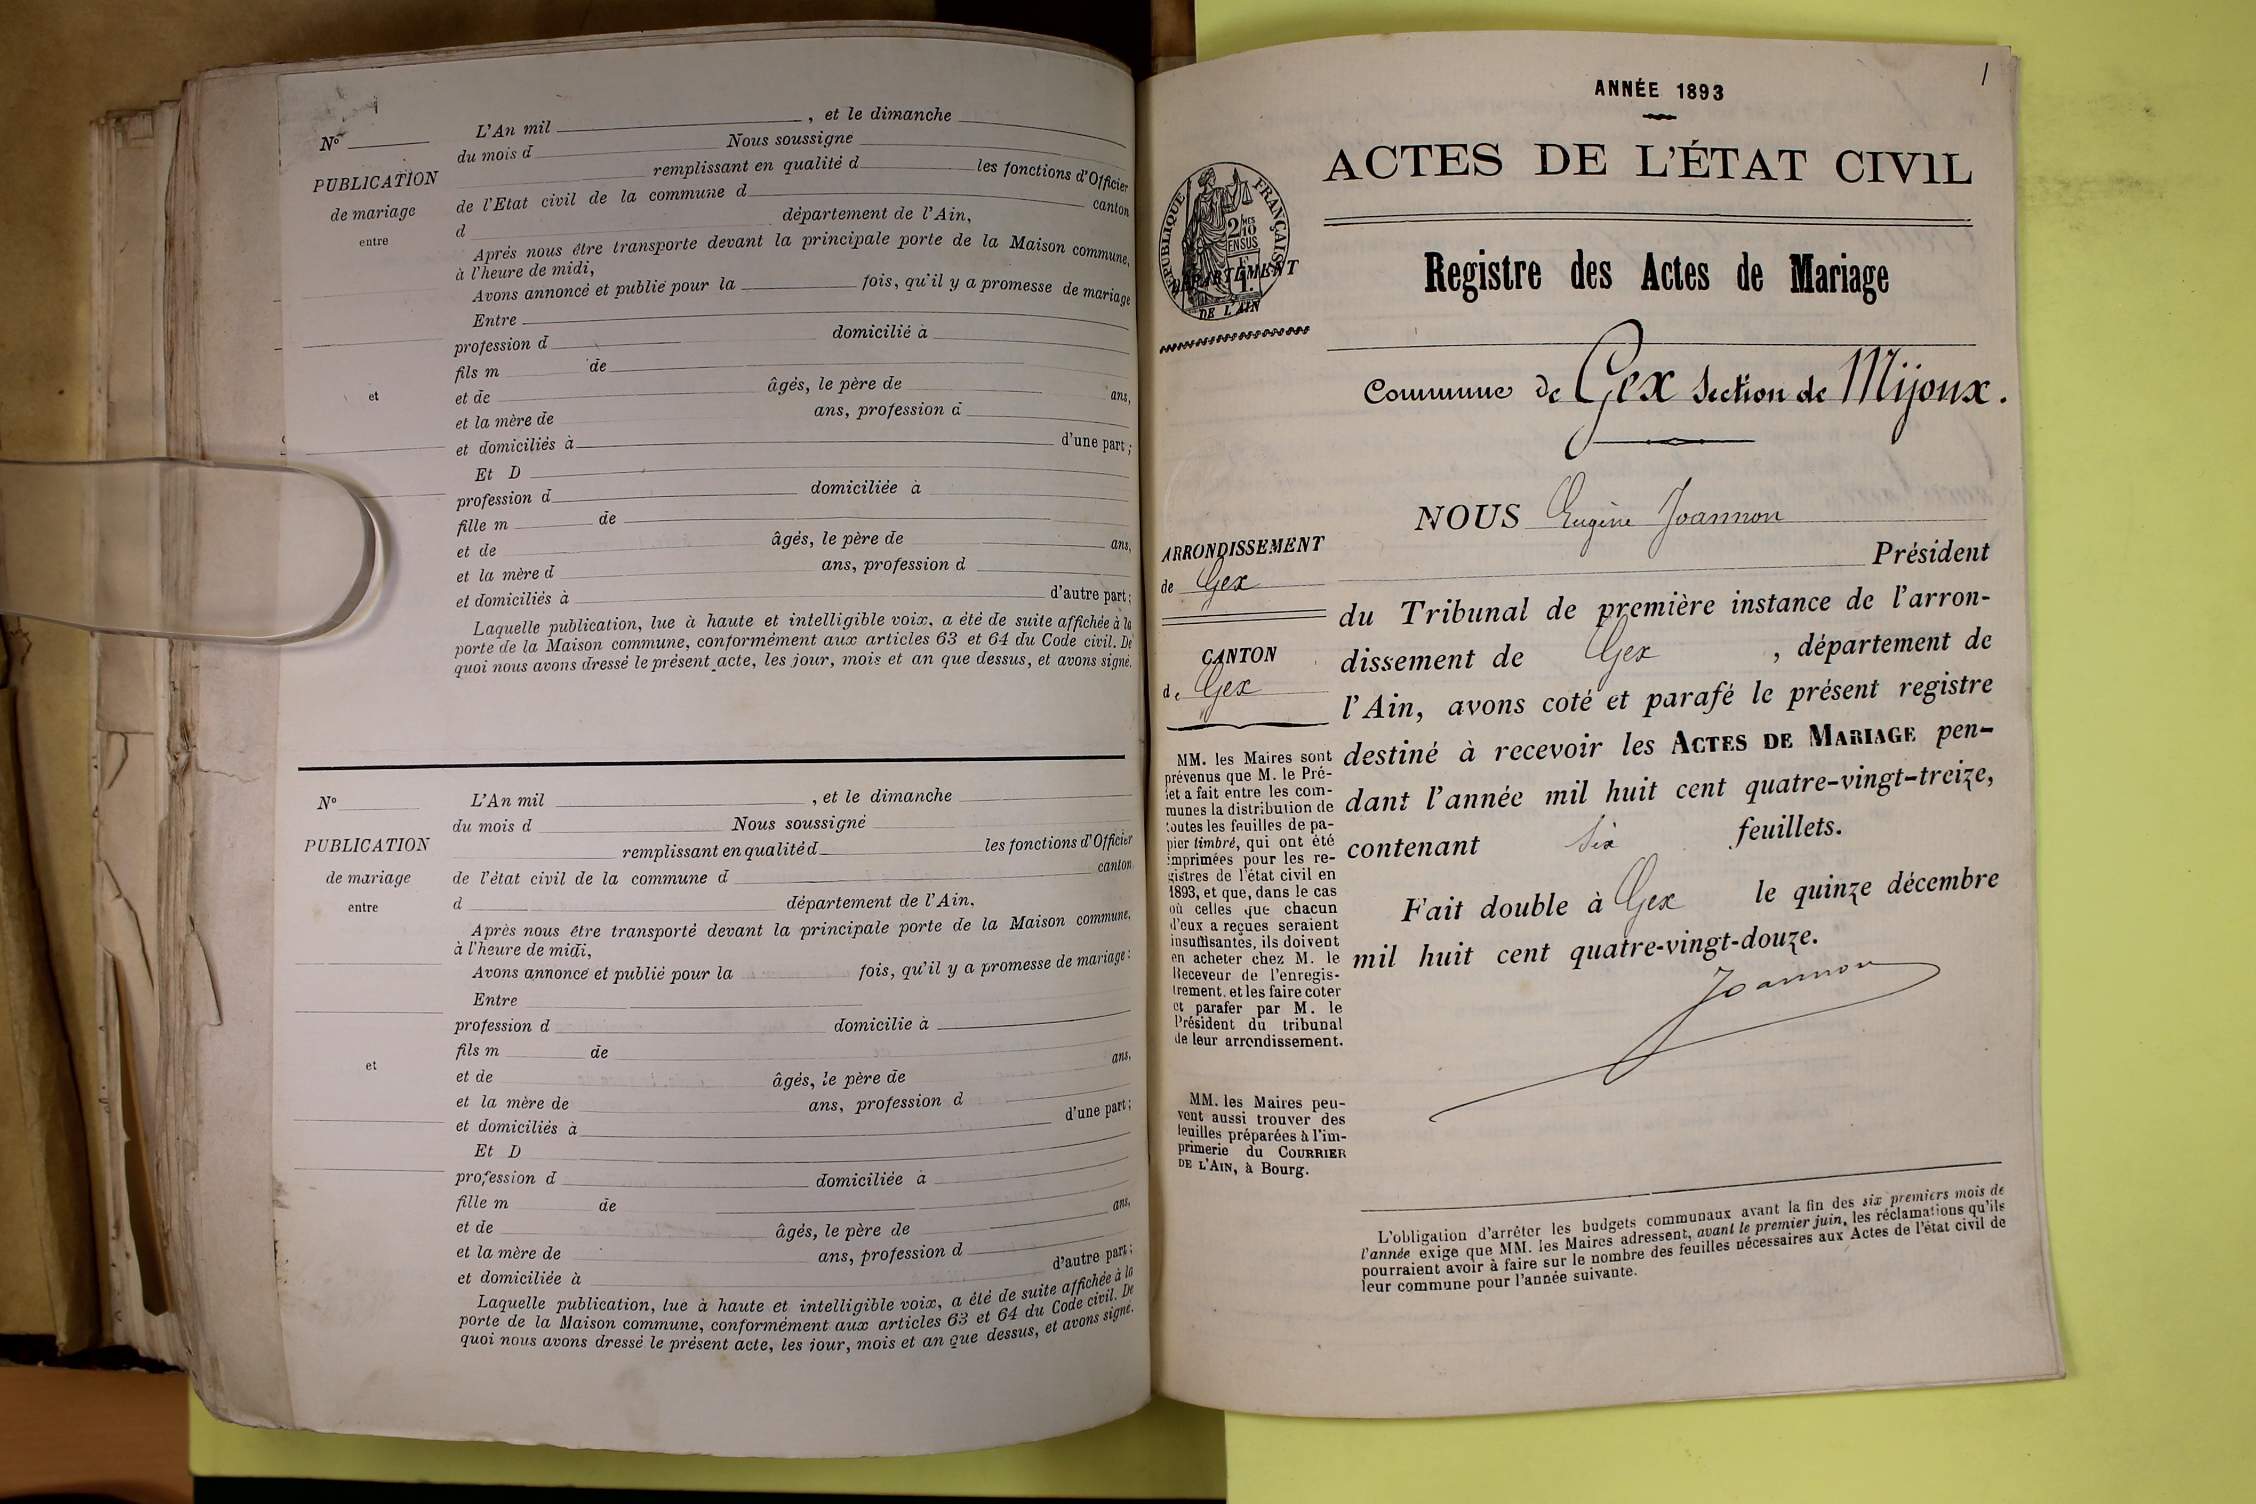 N°
PUBLICATION
de mariage
entre
et
L'An mil , et le dimanche
du mois d Nous soussigne
remplissant en qualité d les fonctions d'Officier
de l'Etat civil de la commune d canton
d département de l'Ain,
Aprés nous être transporte devant la principale porte de la Maison commune,
à l'heure de midi,
Avons annoncé et publié pour la fois, qu'il y a promesse de mariage
Entre
profession d domicilié à
fils m de
et de âgés, le père de ans,
et la mère de ans, profession d
et domiciliés à d'une part;
Et D
profession d domiciliée à
fille m de
et de âgés, le père de ans,
et la mère d ans, profession d
et domiciliés à d'autre part;
Laquelle publication, lue à haute et intelligible voix, a été de suite affichée à la
porte de la Maison commune, conformément aux articles 63 et 64 du Code civil. De
quoi nous avons dressé le présent acte, les jour, mois et an que dessus, et avons signé.
N°
PUBLICATION
de mariage
entre
et
L'An mil , et le dimanche
du mois d Nous soussigné
remplissant en qualité d les fonctions d'Officier
de l'état civil de la commune d canton
d département de l'Ain,
Après nous être transporté devant la principale porte de la Maison commune,
à l'heure de midi,
Avons annoncé et publié pour la fois, qu'il y a promesse de mariage:
Entre
profession d domicilie à
fils m de
et de âgés, le père de ans,
et la mère de ans, profession d
et domiciliés à d'une part;
Et D
profession d domiciliée à
fille m de
et de âgés, le père de ans,
et la mère de ans, profession d
et domiciliée à d'autre part;
Laquelle publication, lue à haute et intelligible voix, a été de suite affichée à la
porte de la Maison commune, conformément aux articles 63 et 64 du Code civil. De
quoi nous avons dressé le présent acte, les jour, mois et an que dessus, et avons signé.
1
ANNÉE 1893
ACTES DE L'ÉTAT CIVIL
RÉPUBLIQUE FRANÇAISE
2/10
EN SUS
DÉPARTEMENT
DE L'AIN
Registre des Actes de Mariage
Commune de Gex Section de Mijoux.
NOUS Eugène Joannon
Président
du Tribunal de première instance de l'arron-
dissement de Gex , département de
l'Ain, avons coté et parafé le présent registre
destiné à recevoir les ACTES DE MARIAGE pen-
dant l'année mil huit cent quatre-vingt-treize,
contenant Six feuillets.
Fait double à Gex le quinze décembre
mil huit cent quatre-vingt-douze.
Joannon
ARRONDISSEMENT
de Gex
CANTON
de Gex
MM. les Maires sont
prévenus que M. le Pré-
fet a fait entre les com-
munes la distribution de
toutes les feuilles de pa-
pier timbré, qui ont été
imprimées pour les re-
gistres de l'état civil en
1893, et que, dans le cas
où celles que chacun
d'eux a reçues seraient
insuffisantes, ils doivent
en acheter chez M. le
Receveur de l'enregis-
trement, et les faire coter
et parafer par M. le
Président du tribunal
de leur arrondissement.
MM. les Maires peu-
vent aussi trouver des
feuilles préparées à l'im-
primerie du COURRIER
DE L'AIN, à Bourg.
L'obligation d'arrêter les budgets communaux avant la fin des six premiers mois de
l'année exige que MM. les Maires adressent, avant le premier juin, les réclamations qu'ils
pourraient avoir à faire sur le nombre des feuilles nécessaires aux Actes de l'état civil de
leur commune pour l'année suivante.